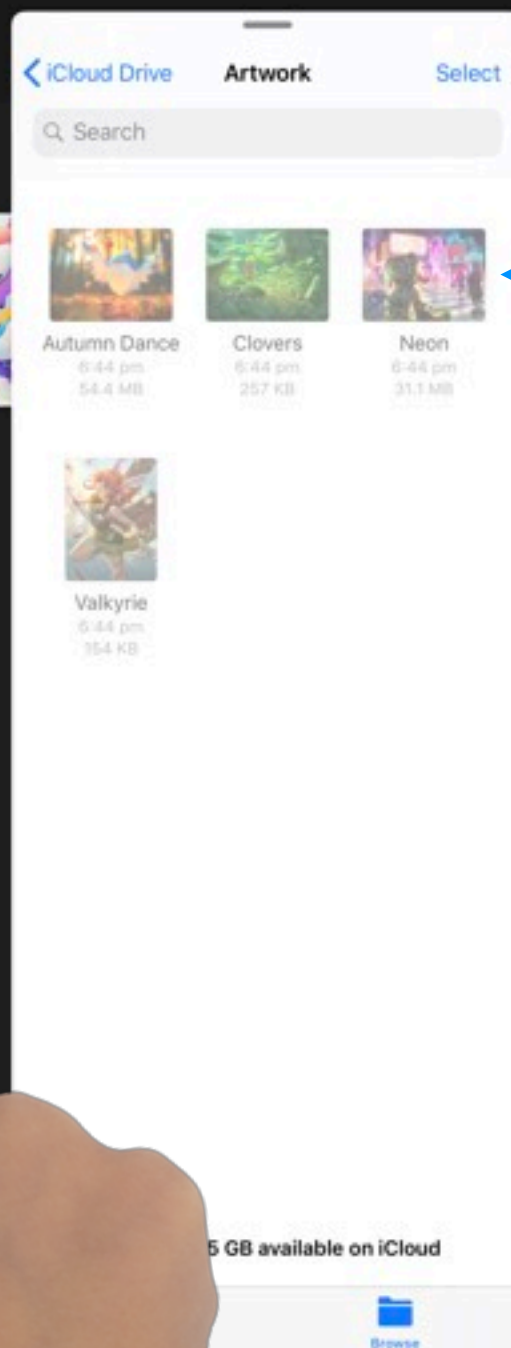 iCloud Drive Artwork Select
Search
Autumn Dance Clovers Neon
6:44 pm 6:44 pm 6:44 pm
54.4 MB 257 KB 31.1 MB
Valkyrie
6:44 pm
154 KB
5 GB available on iCloud
Browse